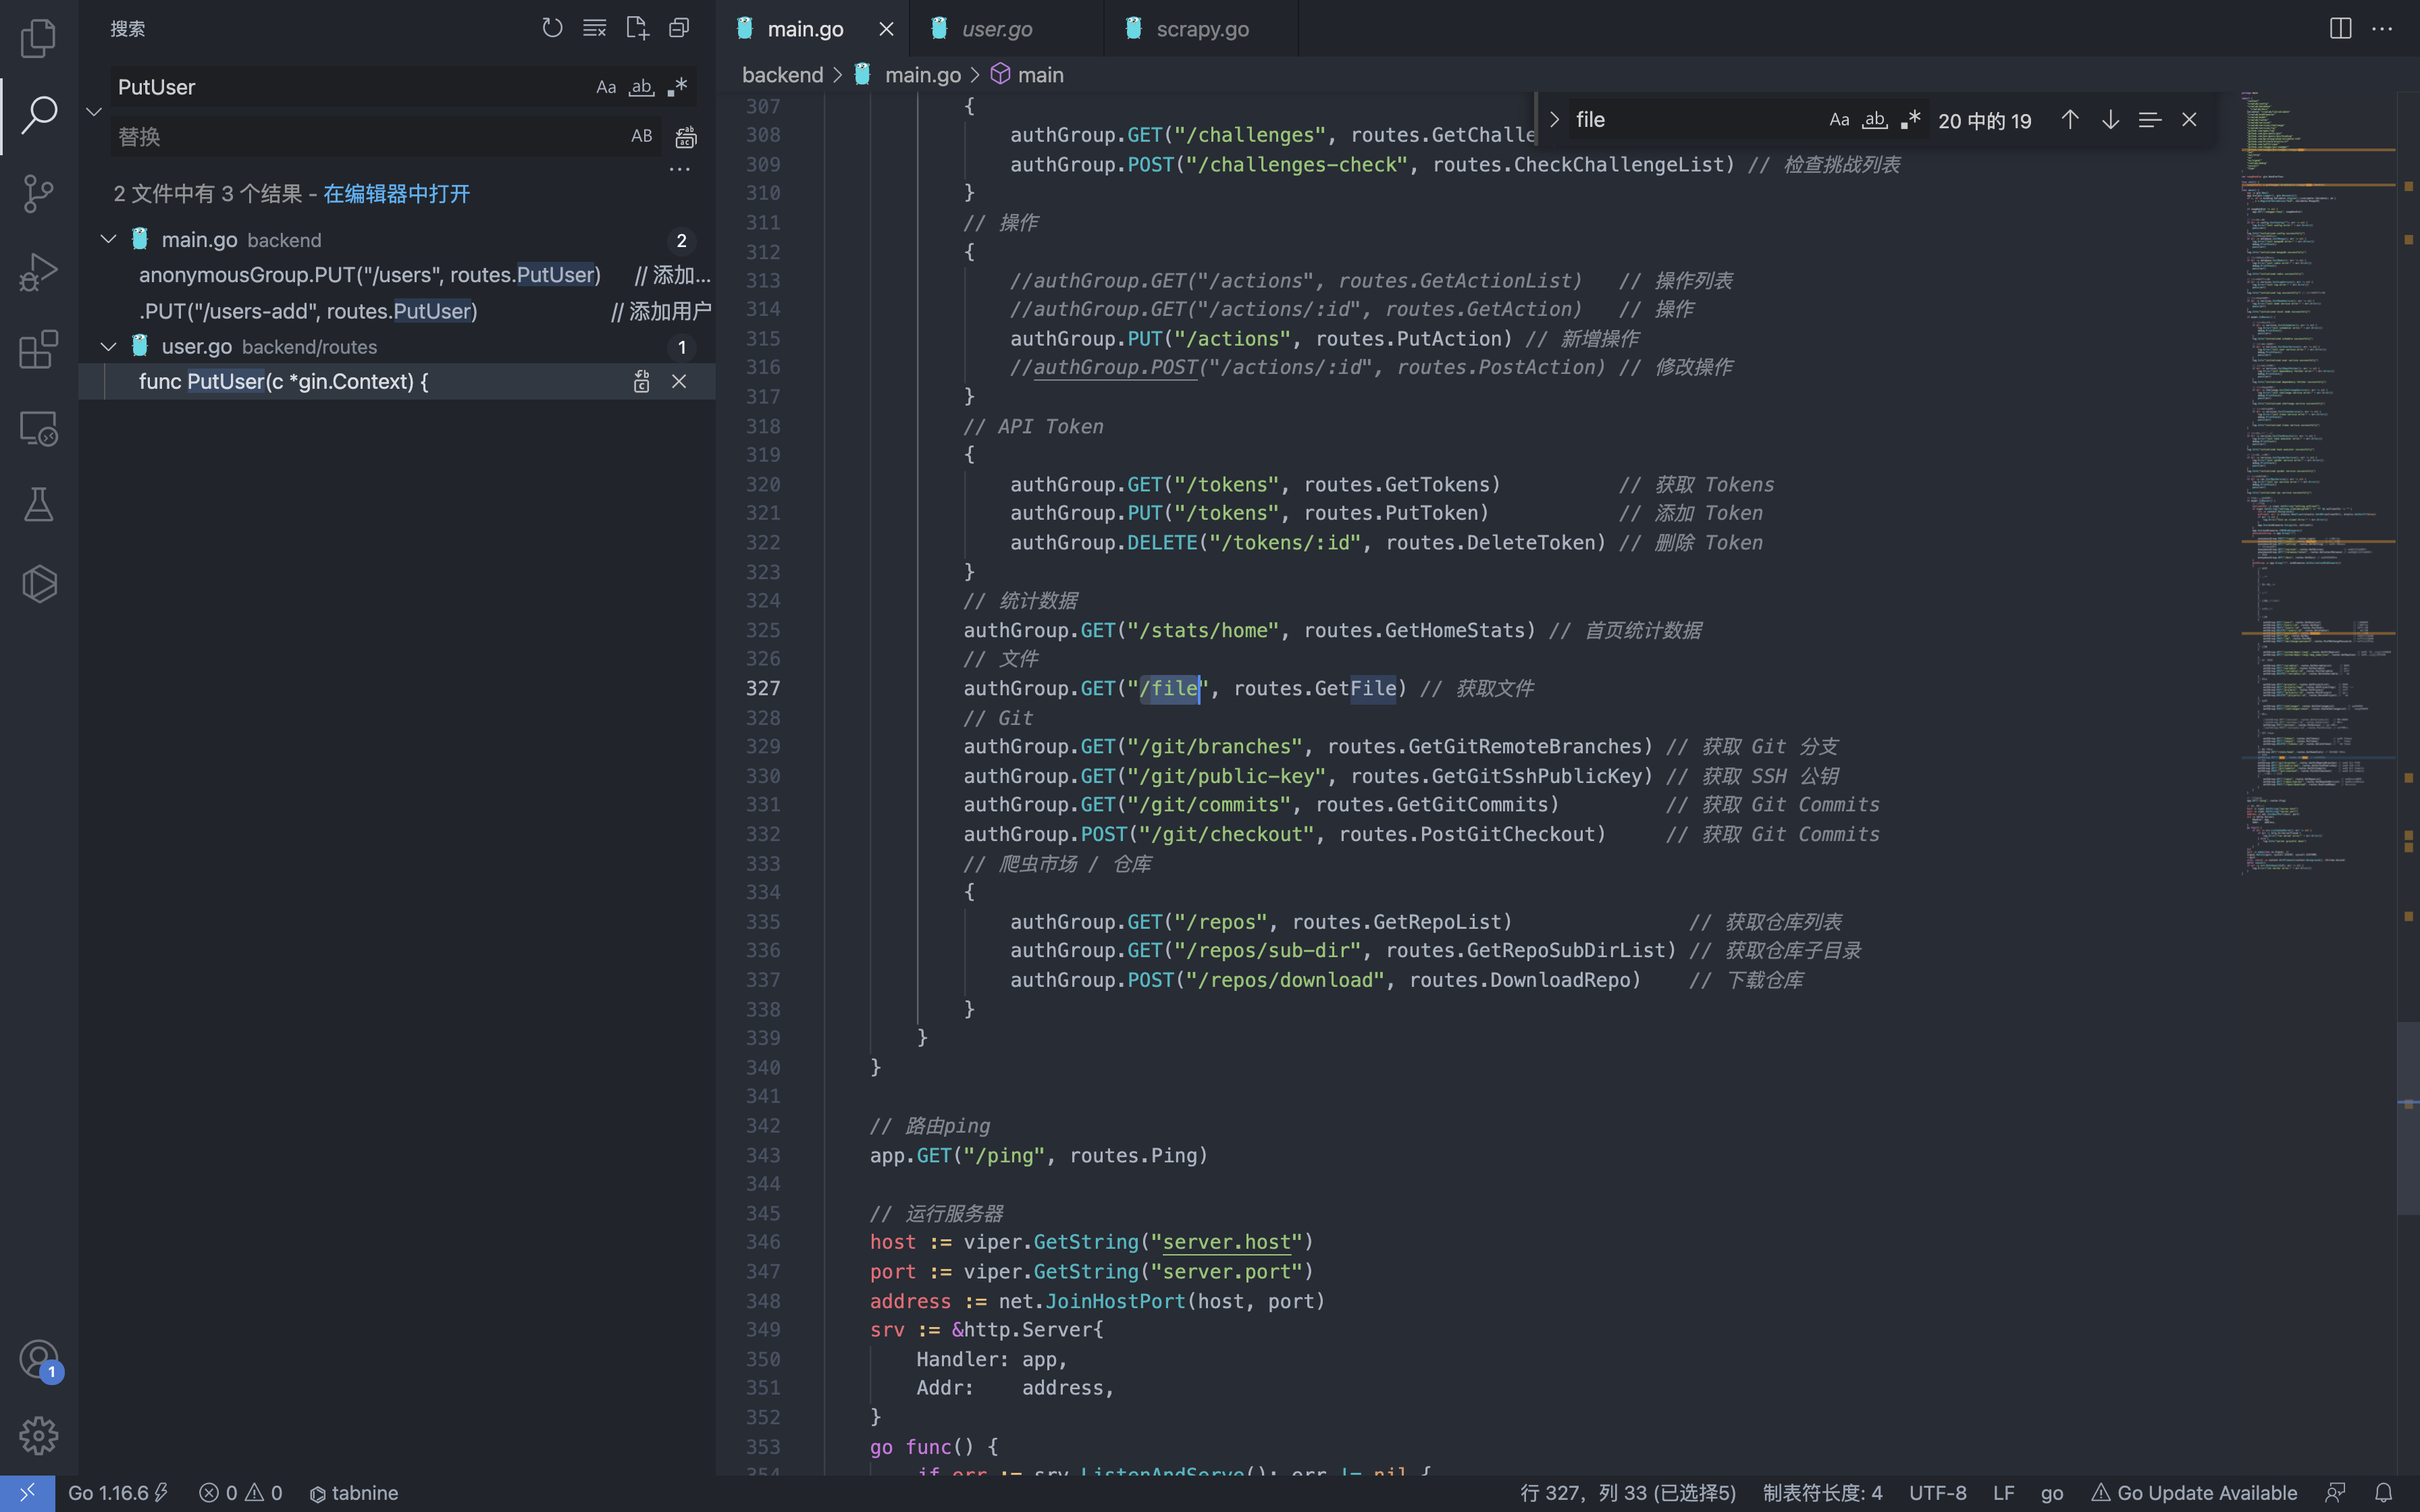 搜索
PutUser
Aa ab .*
替换
AB
2 文件中有 3 个结果 - 在编辑器中打开
main.go backend 2
anonymousGroup.PUT("/users", routes.PutUser) // 添加...
.PUT("/users-add", routes.PutUser) // 添加用户
user.go backend/routes 1
func PutUser(c *gin.Context) {
1
main.go
user.go
scrapy.go
backend > main.go > main
file
Aa ab .*
20 中的 19
307 {
308 authGroup.GET("/challenges", routes.GetChalle
309 authGroup.POST("/challenges-check", routes.CheckChallengeList) // 检查挑战列表
310 }
311 // 操作
312 {
313 //authGroup.GET("/actions", routes.GetActionList) // 操作列表
314 //authGroup.GET("/actions/:id", routes.GetAction) // 操作
315 authGroup.PUT("/actions", routes.PutAction) // 新增操作
316 //authGroup.POST("/actions/:id", routes.PostAction) // 修改操作
317 }
318 // API Token
319 {
320 authGroup.GET("/tokens", routes.GetTokens) // 获取 Tokens
321 authGroup.PUT("/tokens", routes.PutToken) // 添加 Token
322 authGroup.DELETE("/tokens/:id", routes.DeleteToken) // 删除 Token
323 }
324 // 统计数据
325 authGroup.GET("/stats/home", routes.GetHomeStats) // 首页统计数据
326 // 文件
327 authGroup.GET("/file", routes.GetFile) // 获取文件
328 // Git
329 authGroup.GET("/git/branches", routes.GetGitRemoteBranches) // 获取 Git 分支
330 authGroup.GET("/git/public-key", routes.GetGitSshPublicKey) // 获取 SSH 公钥
331 authGroup.GET("/git/commits", routes.GetGitCommits) // 获取 Git Commits
332 authGroup.POST("/git/checkout", routes.PostGitCheckout) // 获取 Git Commits
333 // 爬虫市场 / 仓库
334 {
335 authGroup.GET("/repos", routes.GetRepoList) // 获取仓库列表
336 authGroup.GET("/repos/sub-dir", routes.GetRepoSubDirList) // 获取仓库子目录
337 authGroup.POST("/repos/download", routes.DownloadRepo) // 下载仓库
338 }
339 }
340 }
341
342 // 路由ping
343 app.GET("/ping", routes.Ping)
344
345 // 运行服务器
346 host := viper.GetString("server.host")
347 port := viper.GetString("server.port")
348 address := net.JoinHostPort(host, port)
349 srv := &http.Server{
350 Handler: app,
351 Addr: address,
352 }
353 go func() {
354 if err := srv.ListenAndServe(); err != nil {
Go 1.16.6 0 0 tabnine 行 327，列 33 (已选择5) 制表符长度: 4 UTF-8 LF go Go Update Available